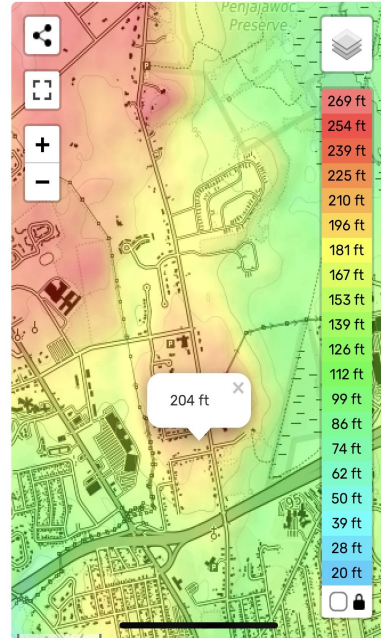 Penjajawoc
Preserve
+
−
269 ft
254 ft
239 ft
225 ft
210 ft
196 ft
181 ft
167 ft
153 ft
139 ft
126 ft
112 ft
99 ft
86 ft
74 ft
62 ft
50 ft
39 ft
28 ft
20 ft
204 ft
×
I 95